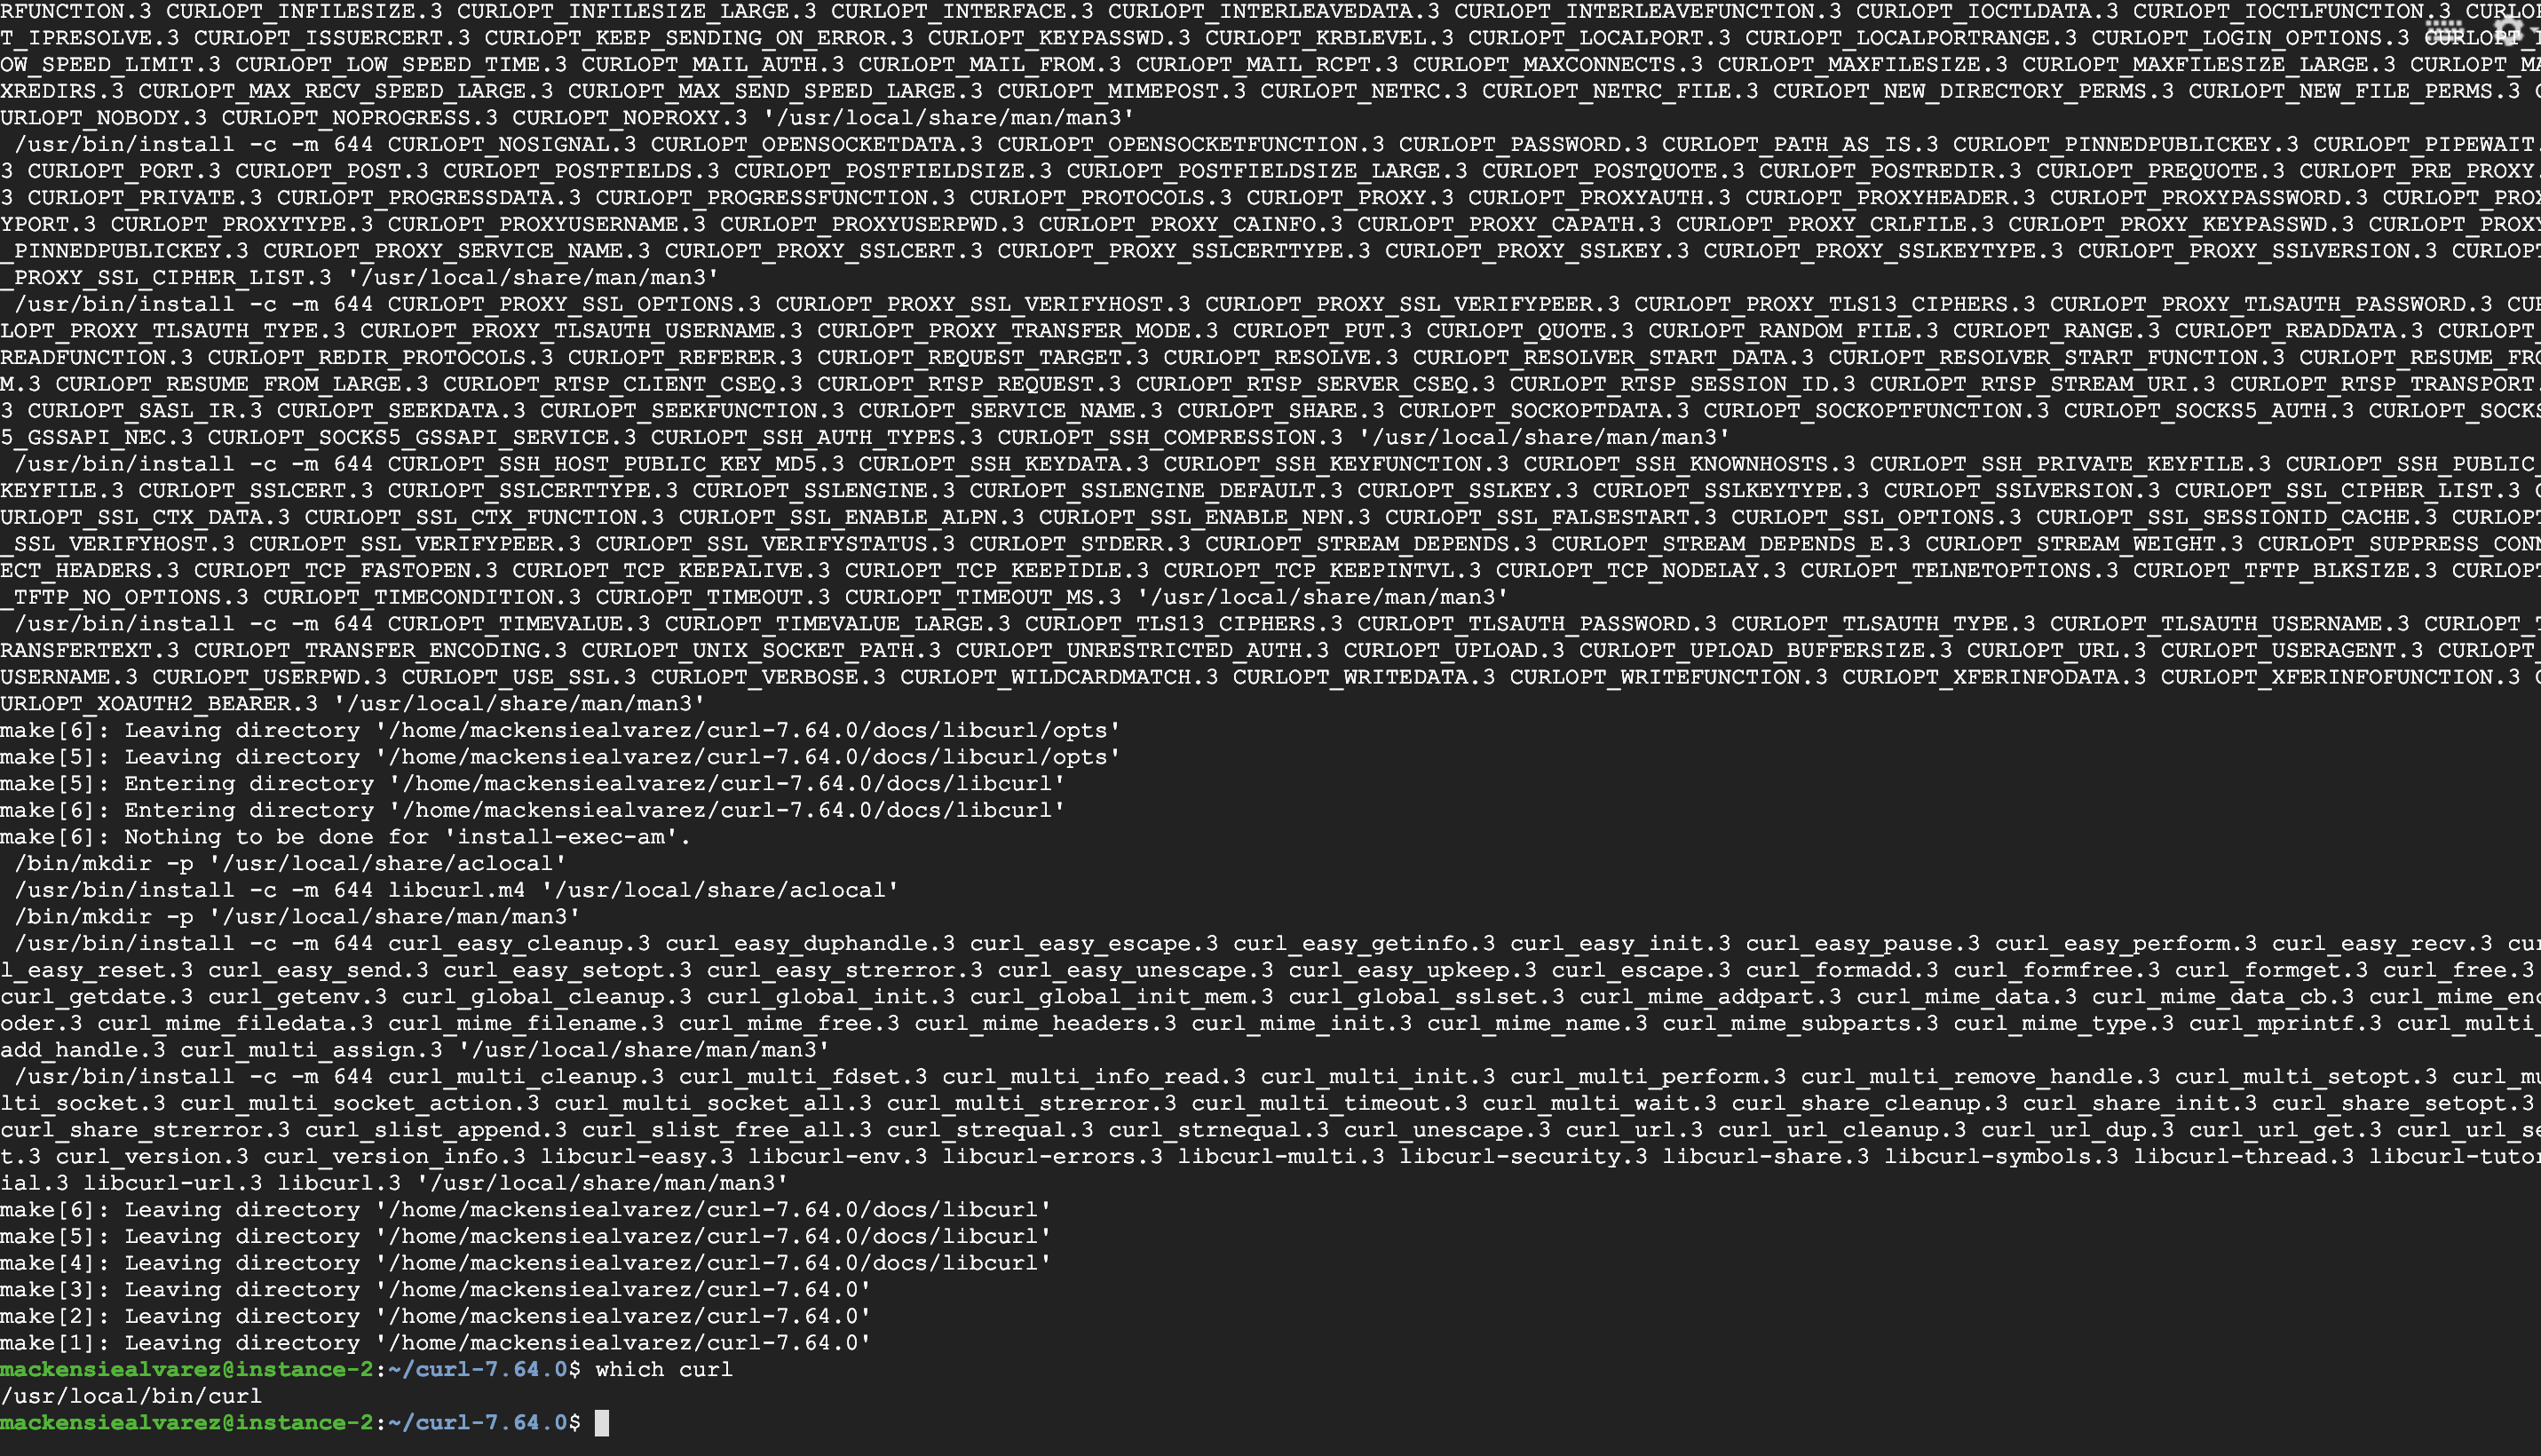 RFUNCTION.3 CURLOPT_INFILESIZE.3 CURLOPT_INFILESIZE_LARGE.3 CURLOPT_INTERFACE.3 CURLOPT_INTERLEAVEDATA.3 CURLOPT_INTERLEAVEFUNCTION.3 CURLOPT_IOCTLDATA.3 CURLOPT_IOCTLFUNCTION.3 CURLOP
T_IPRESOLVE.3 CURLOPT_ISSUERCERT.3 CURLOPT_KEEP_SENDING_ON_ERROR.3 CURLOPT_KEYPASSWD.3 CURLOPT_KRBLEVEL.3 CURLOPT_LOCALPORT.3 CURLOPT_LOCALPORTRANGE.3 CURLOPT_LOGIN_OPTIONS.3 CURLOPT_L
OW_SPEED_LIMIT.3 CURLOPT_LOW_SPEED_TIME.3 CURLOPT_MAIL_AUTH.3 CURLOPT_MAIL_FROM.3 CURLOPT_MAIL_RCPT.3 CURLOPT_MAXCONNECTS.3 CURLOPT_MAXFILESIZE.3 CURLOPT_MAXFILESIZE_LARGE.3 CURLOPT_MA
XREDIRS.3 CURLOPT_MAX_RECV_SPEED_LARGE.3 CURLOPT_MAX_SEND_SPEED_LARGE.3 CURLOPT_MIMEPOST.3 CURLOPT_NETRC.3 CURLOPT_NETRC_FILE.3 CURLOPT_NEW_DIRECTORY_PERMS.3 CURLOPT_NEW_FILE_PERMS.3 C
URLOPT_NOBODY.3 CURLOPT_NOPROGRESS.3 CURLOPT_NOPROXY.3 '/usr/local/share/man/man3'
/usr/bin/install -c -m 644 CURLOPT_NOSIGNAL.3 CURLOPT_OPENSOCKETDATA.3 CURLOPT_OPENSOCKETFUNCTION.3 CURLOPT_PASSWORD.3 CURLOPT_PATH_AS_IS.3 CURLOPT_PINNEDPUBLICKEY.3 CURLOPT_PIPEWAIT.
3 CURLOPT_PORT.3 CURLOPT_POST.3 CURLOPT_POSTFIELDS.3 CURLOPT_POSTFIELDSIZE.3 CURLOPT_POSTFIELDSIZE_LARGE.3 CURLOPT_POSTQUOTE.3 CURLOPT_POSTREDIR.3 CURLOPT_PREQUOTE.3 CURLOPT_PRE_PROXY.
3 CURLOPT_PRIVATE.3 CURLOPT_PROGRESSDATA.3 CURLOPT_PROGRESSFUNCTION.3 CURLOPT_PROTOCOLS.3 CURLOPT_PROXY.3 CURLOPT_PROXYAUTH.3 CURLOPT_PROXYHEADER.3 CURLOPT_PROXYPASSWORD.3 CURLOPT_PROX
YPORT.3 CURLOPT_PROXYTYPE.3 CURLOPT_PROXYUSERNAME.3 CURLOPT_PROXYUSERPWD.3 CURLOPT_PROXY_CAINFO.3 CURLOPT_PROXY_CAPATH.3 CURLOPT_PROXY_CRLFILE.3 CURLOPT_PROXY_KEYPASSWD.3 CURLOPT_PROXY
_PINNEDPUBLICKEY.3 CURLOPT_PROXY_SERVICE_NAME.3 CURLOPT_PROXY_SSLCERT.3 CURLOPT_PROXY_SSLCERTTYPE.3 CURLOPT_PROXY_SSLKEY.3 CURLOPT_PROXY_SSLKEYTYPE.3 CURLOPT_PROXY_SSLVERSION.3 CURLOPT
_PROXY_SSL_CIPHER_LIST.3 '/usr/local/share/man/man3'
/usr/bin/install -c -m 644 CURLOPT_PROXY_SSL_OPTIONS.3 CURLOPT_PROXY_SSL_VERIFYHOST.3 CURLOPT_PROXY_SSL_VERIFYPEER.3 CURLOPT_PROXY_TLS13_CIPHERS.3 CURLOPT_PROXY_TLSAUTH_PASSWORD.3 CUR
LOPT_PROXY_TLSAUTH_TYPE.3 CURLOPT_PROXY_TLSAUTH_USERNAME.3 CURLOPT_PROXY_TRANSFER_MODE.3 CURLOPT_PUT.3 CURLOPT_QUOTE.3 CURLOPT_RANDOM_FILE.3 CURLOPT_RANGE.3 CURLOPT_READDATA.3 CURLOPT_
READFUNCTION.3 CURLOPT_REDIR_PROTOCOLS.3 CURLOPT_REFERER.3 CURLOPT_REQUEST_TARGET.3 CURLOPT_RESOLVE.3 CURLOPT_RESOLVER_START_DATA.3 CURLOPT_RESOLVER_START_FUNCTION.3 CURLOPT_RESUME_FRO
M.3 CURLOPT_RESUME_FROM_LARGE.3 CURLOPT_RTSP_CLIENT_CSEQ.3 CURLOPT_RTSP_REQUEST.3 CURLOPT_RTSP_SERVER_CSEQ.3 CURLOPT_RTSP_SESSION_ID.3 CURLOPT_RTSP_STREAM_URI.3 CURLOPT_RTSP_TRANSPORT.
3 CURLOPT_SASL_IR.3 CURLOPT_SEEKDATA.3 CURLOPT_SEEKFUNCTION.3 CURLOPT_SERVICE_NAME.3 CURLOPT_SHARE.3 CURLOPT_SOCKOPTDATA.3 CURLOPT_SOCKOPTFUNCTION.3 CURLOPT_SOCKS5_AUTH.3 CURLOPT_SOCKS
5_GSSAPI_NEC.3 CURLOPT_SOCKS5_GSSAPI_SERVICE.3 CURLOPT_SSH_AUTH_TYPES.3 CURLOPT_SSH_COMPRESSION.3 '/usr/local/share/man/man3'
/usr/bin/install -c -m 644 CURLOPT_SSH_HOST_PUBLIC_KEY_MD5.3 CURLOPT_SSH_KEYDATA.3 CURLOPT_SSH_KEYFUNCTION.3 CURLOPT_SSH_KNOWNHOSTS.3 CURLOPT_SSH_PRIVATE_KEYFILE.3 CURLOPT_SSH_PUBLIC_
KEYFILE.3 CURLOPT_SSLCERT.3 CURLOPT_SSLCERTTYPE.3 CURLOPT_SSLENGINE.3 CURLOPT_SSLENGINE_DEFAULT.3 CURLOPT_SSLKEY.3 CURLOPT_SSLKEYTYPE.3 CURLOPT_SSLVERSION.3 CURLOPT_SSL_CIPHER_LIST.3 C
URLOPT_SSL_CTX_DATA.3 CURLOPT_SSL_CTX_FUNCTION.3 CURLOPT_SSL_ENABLE_ALPN.3 CURLOPT_SSL_ENABLE_NPN.3 CURLOPT_SSL_FALSESTART.3 CURLOPT_SSL_OPTIONS.3 CURLOPT_SSL_SESSIONID_CACHE.3 CURLOPT
_SSL_VERIFYHOST.3 CURLOPT_SSL_VERIFYPEER.3 CURLOPT_SSL_VERIFYSTATUS.3 CURLOPT_STDERR.3 CURLOPT_STREAM_DEPENDS.3 CURLOPT_STREAM_DEPENDS_E.3 CURLOPT_STREAM_WEIGHT.3 CURLOPT_SUPPRESS_CONN
ECT_HEADERS.3 CURLOPT_TCP_FASTOPEN.3 CURLOPT_TCP_KEEPALIVE.3 CURLOPT_TCP_KEEPIDLE.3 CURLOPT_TCP_KEEPINTVL.3 CURLOPT_TCP_NODELAY.3 CURLOPT_TELNETOPTIONS.3 CURLOPT_TFTP_BLKSIZE.3 CURLOPT
_TFTP_NO_OPTIONS.3 CURLOPT_TIMECONDITION.3 CURLOPT_TIMEOUT.3 CURLOPT_TIMEOUT_MS.3 '/usr/local/share/man/man3'
/usr/bin/install -c -m 644 CURLOPT_TIMEVALUE.3 CURLOPT_TIMEVALUE_LARGE.3 CURLOPT_TLS13_CIPHERS.3 CURLOPT_TLSAUTH_PASSWORD.3 CURLOPT_TLSAUTH_TYPE.3 CURLOPT_TLSAUTH_USERNAME.3 CURLOPT_T
RANSFERTEXT.3 CURLOPT_TRANSFER_ENCODING.3 CURLOPT_UNIX_SOCKET_PATH.3 CURLOPT_UNRESTRICTED_AUTH.3 CURLOPT_UPLOAD.3 CURLOPT_UPLOAD_BUFFERSIZE.3 CURLOPT_URL.3 CURLOPT_USERAGENT.3 CURLOPT_
USERNAME.3 CURLOPT_USERPWD.3 CURLOPT_USE_SSL.3 CURLOPT_VERBOSE.3 CURLOPT_WILDCARDMATCH.3 CURLOPT_WRITEDATA.3 CURLOPT_WRITEFUNCTION.3 CURLOPT_XFERINFODATA.3 CURLOPT_XFERINFOFUNCTION.3 C
URLOPT_XOAUTH2_BEARER.3 '/usr/local/share/man/man3'
make[6]: Leaving directory '/home/mackensiealvarez/curl-7.64.0/docs/libcurl/opts'
make[5]: Leaving directory '/home/mackensiealvarez/curl-7.64.0/docs/libcurl/opts'
make[5]: Entering directory '/home/mackensiealvarez/curl-7.64.0/docs/libcurl'
make[6]: Entering directory '/home/mackensiealvarez/curl-7.64.0/docs/libcurl'
make[6]: Nothing to be done for 'install-exec-am'.
/bin/mkdir -p '/usr/local/share/aclocal'
/usr/bin/install -c -m 644 libcurl.m4 '/usr/local/share/aclocal'
/bin/mkdir -p '/usr/local/share/man/man3'
/usr/bin/install -c -m 644 curl_easy_cleanup.3 curl_easy_duphandle.3 curl_easy_escape.3 curl_easy_getinfo.3 curl_easy_init.3 curl_easy_pause.3 curl_easy_perform.3 curl_easy_recv.3 cur
l_easy_reset.3 curl_easy_send.3 curl_easy_setopt.3 curl_easy_strerror.3 curl_easy_unescape.3 curl_easy_upkeep.3 curl_escape.3 curl_formadd.3 curl_formfree.3 curl_formget.3 curl_free.3
curl_getdate.3 curl_getenv.3 curl_global_cleanup.3 curl_global_init.3 curl_global_init_mem.3 curl_global_sslset.3 curl_mime_addpart.3 curl_mime_data.3 curl_mime_data_cb.3 curl_mime_enc
oder.3 curl_mime_filedata.3 curl_mime_filename.3 curl_mime_free.3 curl_mime_headers.3 curl_mime_init.3 curl_mime_name.3 curl_mime_subparts.3 curl_mime_type.3 curl_mprintf.3 curl_multi_
add_handle.3 curl_multi_assign.3 '/usr/local/share/man/man3'
/usr/bin/install -c -m 644 curl_multi_cleanup.3 curl_multi_fdset.3 curl_multi_info_read.3 curl_multi_init.3 curl_multi_perform.3 curl_multi_remove_handle.3 curl_multi_setopt.3 curl_mu
lti_socket.3 curl_multi_socket_action.3 curl_multi_socket_all.3 curl_multi_strerror.3 curl_multi_timeout.3 curl_multi_wait.3 curl_share_cleanup.3 curl_share_init.3 curl_share_setopt.3
curl_share_strerror.3 curl_slist_append.3 curl_slist_free_all.3 curl_strequal.3 curl_strnequal.3 curl_unescape.3 curl_url.3 curl_url_cleanup.3 curl_url_dup.3 curl_url_get.3 curl_url_se
t.3 curl_version.3 curl_version_info.3 libcurl-easy.3 libcurl-env.3 libcurl-errors.3 libcurl-multi.3 libcurl-security.3 libcurl-share.3 libcurl-symbols.3 libcurl-thread.3 libcurl-tutor
ial.3 libcurl-url.3 libcurl.3 '/usr/local/share/man/man3'
make[6]: Leaving directory '/home/mackensiealvarez/curl-7.64.0/docs/libcurl'
make[5]: Leaving directory '/home/mackensiealvarez/curl-7.64.0/docs/libcurl'
make[4]: Leaving directory '/home/mackensiealvarez/curl-7.64.0/docs/libcurl'
make[3]: Leaving directory '/home/mackensiealvarez/curl-7.64.0'
make[2]: Leaving directory '/home/mackensiealvarez/curl-7.64.0'
make[1]: Leaving directory '/home/mackensiealvarez/curl-7.64.0'
mackensiealvarez@instance-2:~/curl-7.64.0$ which curl
/usr/local/bin/curl
mackensiealvarez@instance-2:~/curl-7.64.0$